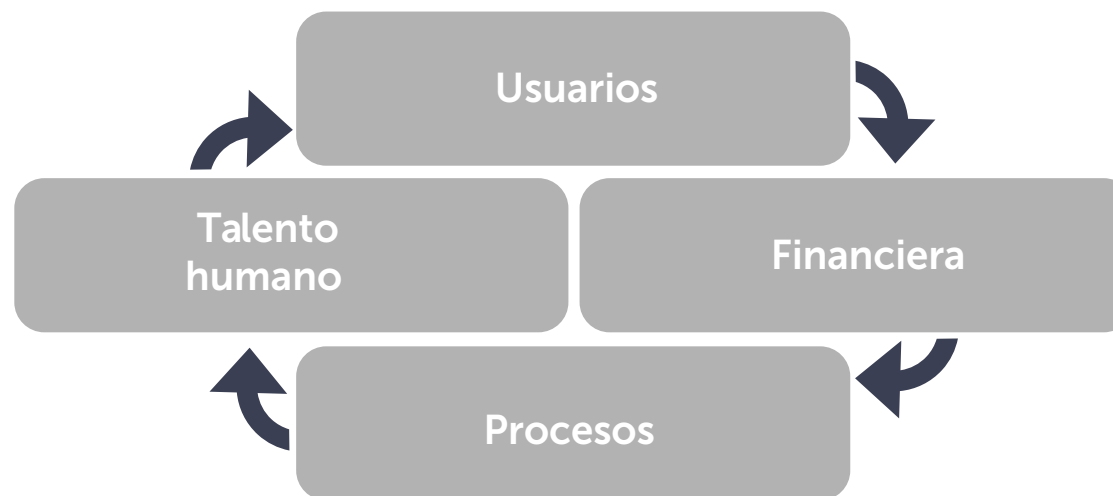 Usuarios
Talento
humano
Financiera
Procesos